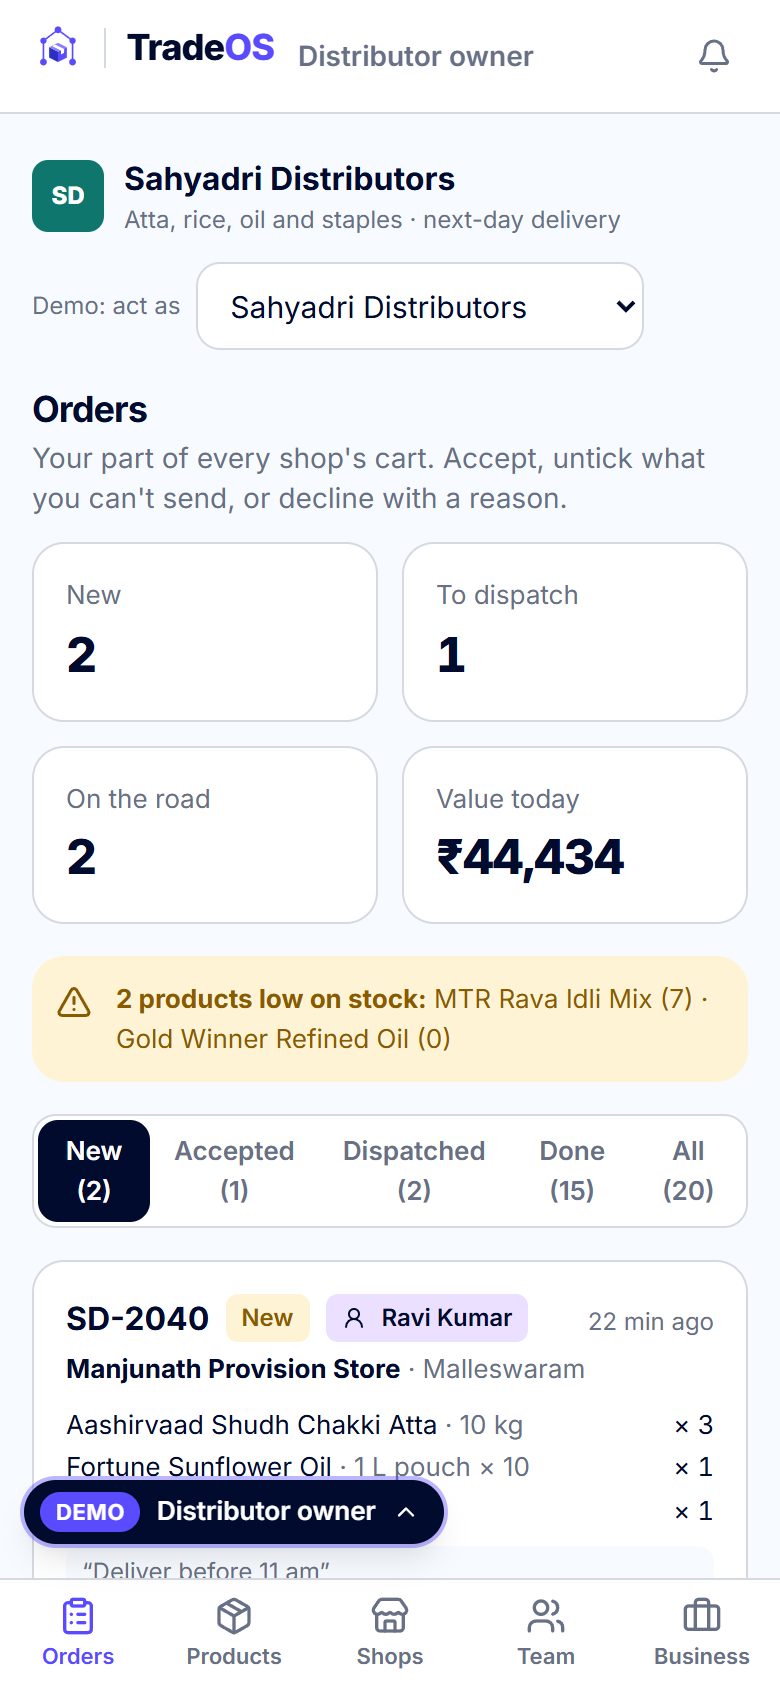 TradeOS Distributor owner
SD
Sahyadri Distributors
Atta, rice, oil and staples · next-day delivery
Demo: act as Sahyadri Distributors
Orders
Your part of every shop's cart. Accept, untick what
you can't send, or decline with a reason.
New
2
To dispatch
1
On the road
2
Value today
₹44,434
2 products low on stock: MTR Rava Idli Mix (7) ·
Gold Winner Refined Oil (0)
New
(2)
Accepted
(1)
Dispatched
(2)
Done
(15)
All
(20)
SD-2040 New Ravi Kumar 22 min ago
Manjunath Provision Store · Malleswaram
Aashirvaad Shudh Chakki Atta · 10 kg × 3
Fortune Sunflower Oil · 1 L pouch × 10 × 1
× 1
DEMO Distributor owner
“Deliver before 11 am”
Orders Products Shops Team Business